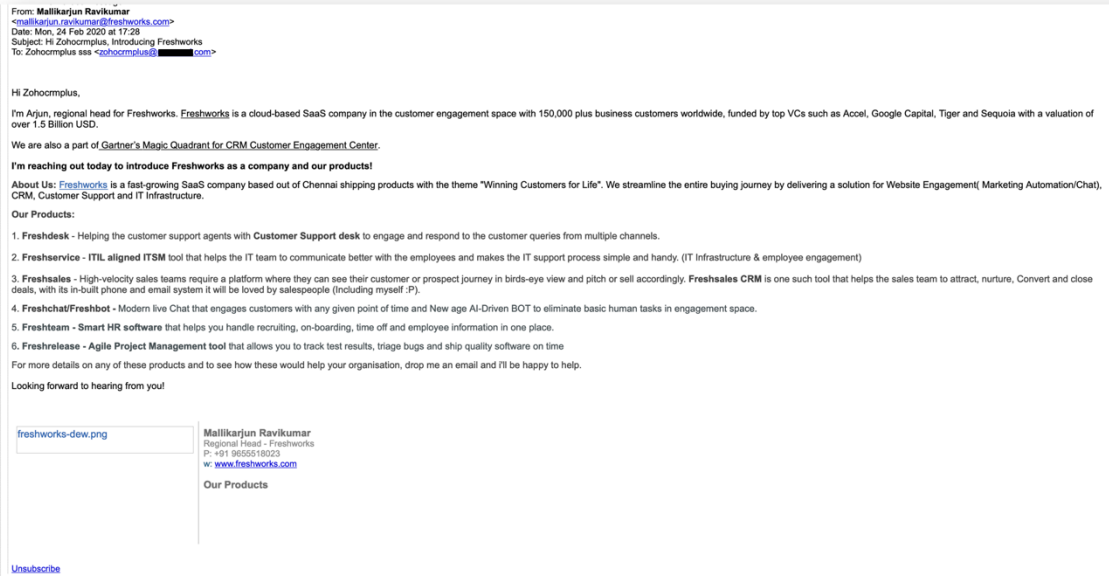 From: Mallikarjun Ravikumar
<mallikarjun.ravikumar@freshworks.com>
Date: Mon, 24 Feb 2020 at 17:28
Subject: Hi Zohocrmplus, Introducing Freshworks
To: Zohocrmplus sss <zohocrmplus@ com>
Hi Zohocrmplus,
I'm Arjun, regional head for Freshworks. Freshworks is a cloud-based SaaS company in the customer engagement space with 150,000 plus business customers worldwide, funded by top VCs such as Accel, Google Capital, Tiger and Sequoia with a valuation of
over 1.5 Billion USD.
We are also a part of Gartner's Magic Quadrant for CRM Customer Engagement Center.
I'm reaching out today to introduce Freshworks as a company and our products!
About Us: Freshworks is a fast-growing SaaS company based out of Chennai shipping products with the theme "Winning Customers for Life". We streamline the entire buying journey by delivering a solution for Website Engagement( Marketing Automation/Chat),
CRM, Customer Support and IT Infrastructure.
Our Products:
1. Freshdesk - Helping the customer support agents with Customer Support desk to engage and respond to the customer queries from multiple channels.
2. Freshservice - ITIL aligned ITSM tool that helps the IT team to communicate better with the employees and makes the IT support process simple and handy. (IT Infrastructure & employee engagement)
3. Freshsales - High-velocity sales teams require a platform where they can see their customer or prospect journey in birds-eye view and pitch or sell accordingly. Freshsales CRM is one such tool that helps the sales team to attract, nurture, Convert and close
deals, with its in-built phone and email system it will be loved by salespeople (Including myself :P).
4. Freshchat/Freshbot - Modern live Chat that engages customers with any given point of time and New age AI-Driven BOT to eliminate basic human tasks in engagement space.
5. Freshteam - Smart HR software that helps you handle recruiting, on-boarding, time off and employee information in one place.
6. Freshrelease - Agile Project Management tool that allows you to track test results, triage bugs and ship quality software on time
For more details on any of these products and to see how these would help your organisation, drop me an email and i'll be happy to help.
Looking forward to hearing from you!
freshworks-dew.png
Mallikarjun Ravikumar
Regional Head - Freshworks
P: +91 9655518023
w: www.freshworks.com
Our Products
Unsubscribe